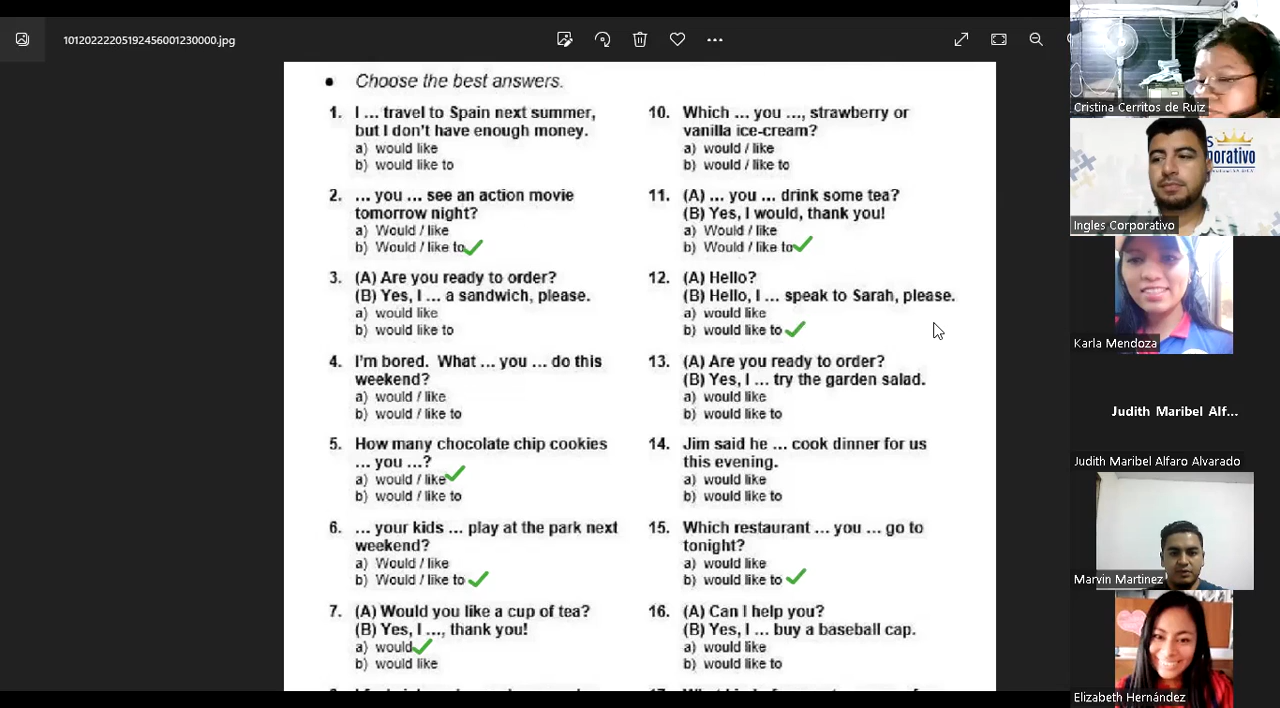 10120222205192456001230000.jpg
Choose the best answers.
1. I ... travel to Spain next summer,
but I don't have enough money.
a) would like
b) would like to
2. ... you ... see an action movie
tomorrow night?
a) Would / like
b) Would / like to
3. (A) Are you ready to order?
(B) Yes, I ... a sandwich, please.
a) would like
b) would like to
4. I'm bored. What ... you ... do this
weekend?
a) would / like
b) would / like to
5. How many chocolate chip cookies
... you ...?
a) would / like
b) would / like to
6. ... your kids ... play at the park next
weekend?
a) Would / like
b) Would / like to
7. (A) Would you like a cup of tea?
(B) Yes, I ..., thank you!
a) would
b) would like
10. Which ... you ..., strawberry or
vanilla ice-cream?
a) would / like
b) would / like to
11. (A) ... you ... drink some tea?
(B) Yes, I would, thank you!
a) Would / like
b) Would / like to
12. (A) Hello?
(B) Hello, I ... speak to Sarah, please.
a) would like
b) would like to
13. (A) Are you ready to order?
(B) Yes, I ... try the garden salad.
a) would like
b) would like to
14. Jim said he ... cook dinner for us
this evening.
a) would like
b) would like to
15. Which restaurant ... you ... go to
tonight?
a) would like
b) would like to
16. (A) Can I help you?
(B) Yes, I ... buy a baseball cap.
a) would like
b) would like to
Cristina Cerritos de Ruiz
porativo
Ingles Corporativo
Karla Mendoza
Judith Maribel Alf...
Judith Maribel Alfaro Alvarado
Marvin Martinez
Elizabeth Hernández